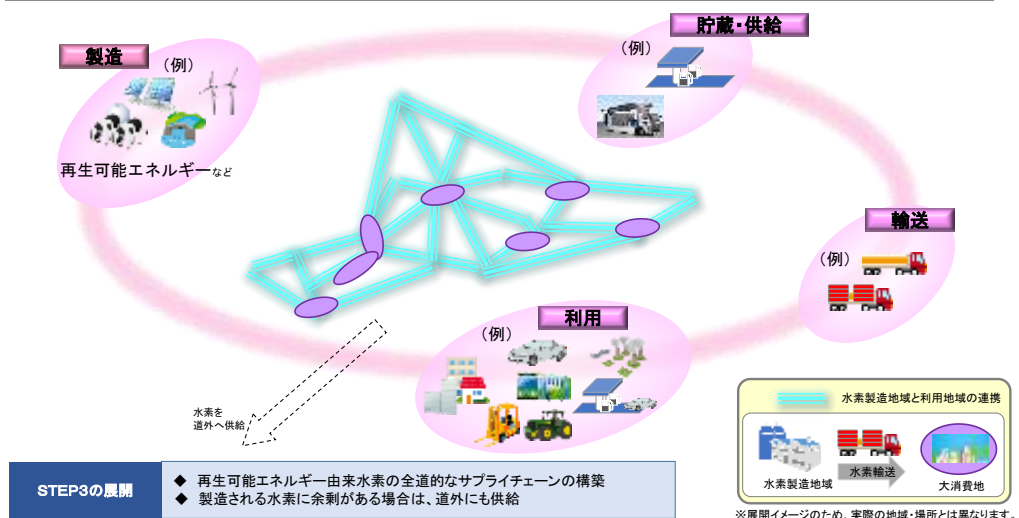 製造
(例)
再生可能エネルギーなど
貯蔵・供給
(例)
輸送
(例)
利用
(例)
水素を
道外へ供給
水素製造地域と利用地域の連携
水素製造地域
水素輸送
大消費地
STEP3の展開
◆ 再生可能エネルギー由来水素の全道的なサプライチェーンの構築
◆ 製造される水素に余剰がある場合は、道外にも供給
※展開イメージのため、実際の地域・場所とは異なります。